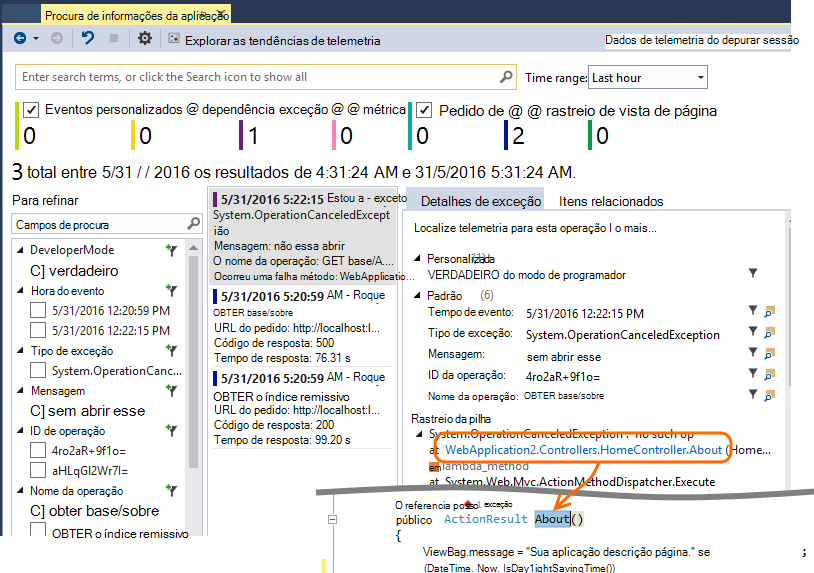 Procura de informações da aplicação
Explorar as tendências de telemetria
Dados de telemetria do depurar sessão
Enter search terms, or click the Search icon to show all
Time range:
Last hour
Eventos personalizados @ dependência exceção @ @ métrica
Pedido de @ @ rastreio de vista de página
0 0 1 0 0 2 0
3 total entre 5/31 / / 2016 os resultados de 4:31:24 AM e 31/5/2016 5:31:24 AM.
Para refinar
Campos de procura
DeveloperMode
C] verdadeiro
Hora do evento
5/31/2016 12:20:59 PM
5/31/2016 12:22:15 PM
Tipo de exceção
System.OperationCanc...
Mensagem
C] sem abrir esse
ID de operação
4ro2aR+9f1o=
aHLqGI2Wr7I=
Nome da operação
C] obter base/sobre
OBTER o índice remissivo
5/31/2016 5:22:15 Estou a - exceto
System.OperationCanceledExcept
ião
Mensagem: não essa abrir
O nome da operação: GET base/A....
Ocorreu uma falha método: WebApplicatio...
5/31/2016 5:20:59 AM - Roque
OBTER base/sobre
URL do pedido: http://localhost:l...
Código de resposta: 500
Tempo de resposta: 76.31 s
5/31/2016 5:20:59 AM - Roque
OBTER o índice remissivo
URL do pedido: http://localhost:l...
Código de resposta: 200
Tempo de resposta: 99.20 s
Detalhes de exceção
Itens relacionados
Localize telemetria para esta operação I o mais...
Personalizada (1)
VERDADEIRO do modo de programador
Padrão (6)
Tempo de evento: 5/31/2016 12:22:15 PM
Tipo de exceção: System.OperationCanceledException
Mensagem: sem abrir esse
ID da operação: 4ro2aR+9f1o=
Nome da operação: OBTER base/sobre
Rastreio da pilha
System.OperationCanceledException : no such op
at WebApplication2.Controllers.HomeController.About (Home...
em lambda_method
at System.Web.Mvc.ActionMethodDispatcher.Execute
O referencia posso 1 exceção
público ActionResult About()
{
ViewBag.message = "Sua aplicação descrição página." se ;
(DateTime. Now. IsDay1ightSavingTime())